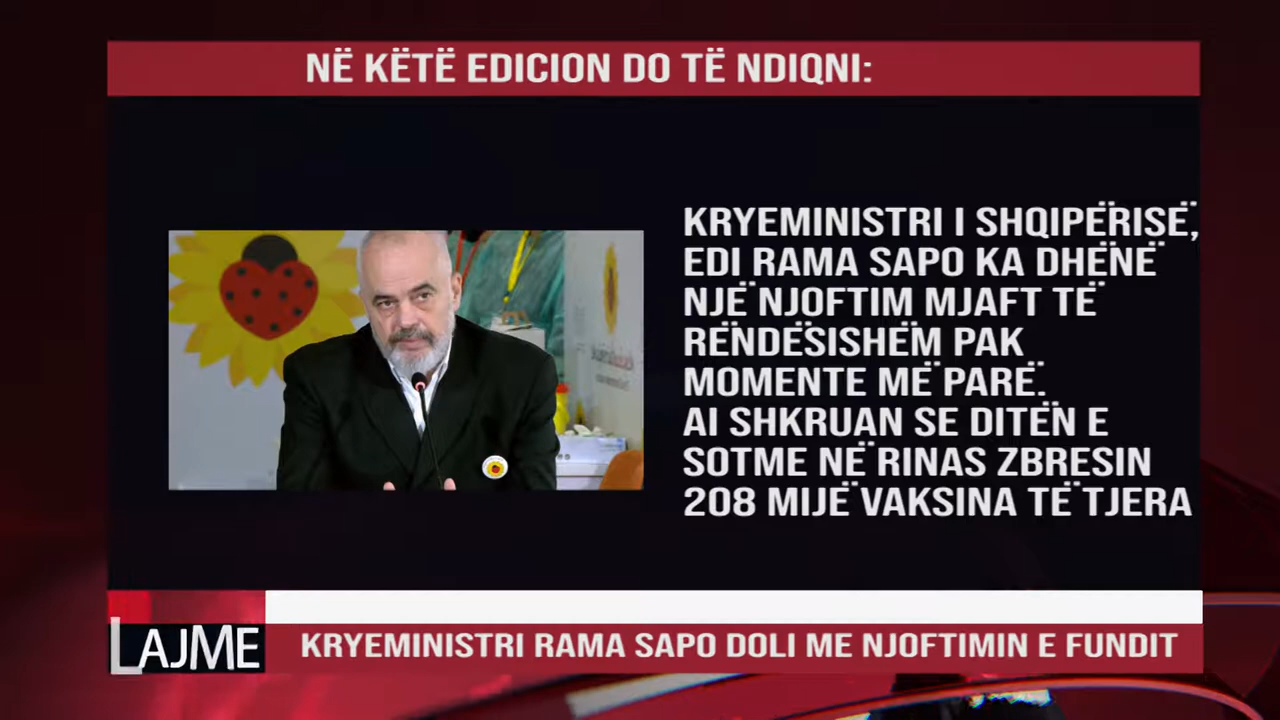 NË KËTË EDICION DO TË NDIQNI:
KRYEMINISTRI I SHQIPËRISË,
EDI RAMA SAPO KA DHËNË
NJË NJOFTIM MJAFT TË
RËNDËSISHËM PAK
MOMENTE MË PARË.
AI SHKRUAN SE DITËN E
SOTME NË RINAS ZBRESIN
208 MIJË VAKSINA TË TJERA
LAJME
KRYEMINISTRI RAMA SAPO DOLI ME NJOFTIMIN E FUNDIT